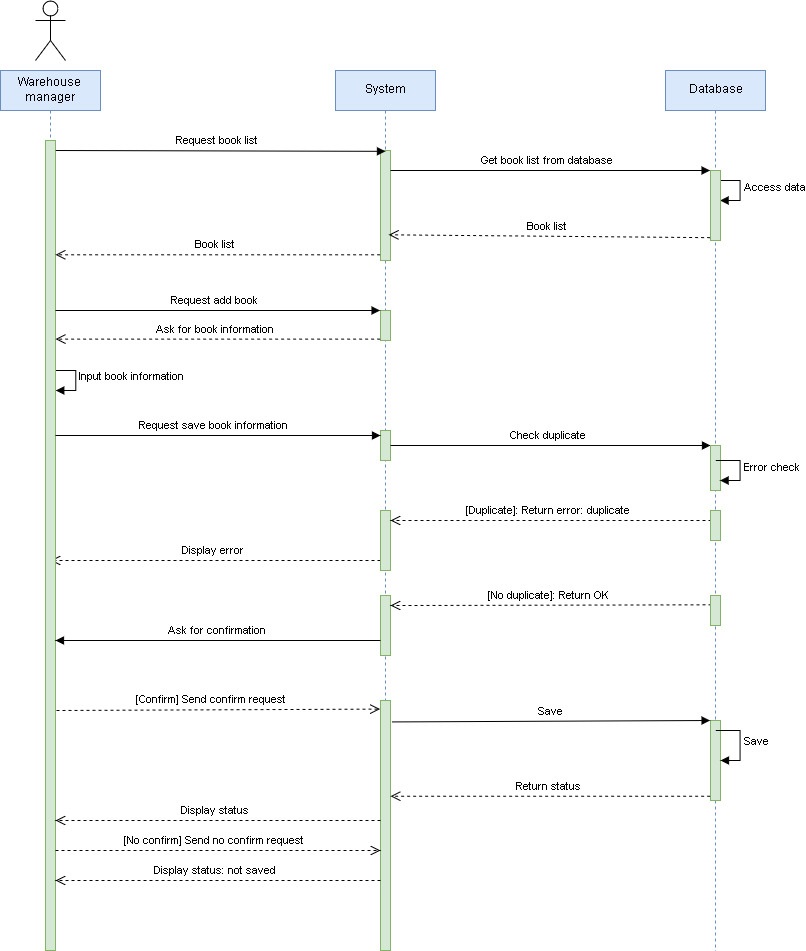 Warehouse
manager
System
Database
Request book list
Get book list from database
Access data
Book list
Book list
Request add book
Ask for book information
Input book information
Request save book information
Check duplicate
Error check
[Duplicate]: Return error: duplicate
Display error
[No duplicate]: Return OK
Ask for confirmation
[Confirm] Send confirm request
Save
Save
Return status
Display status
[No confirm] Send no confirm request
Display status: not saved